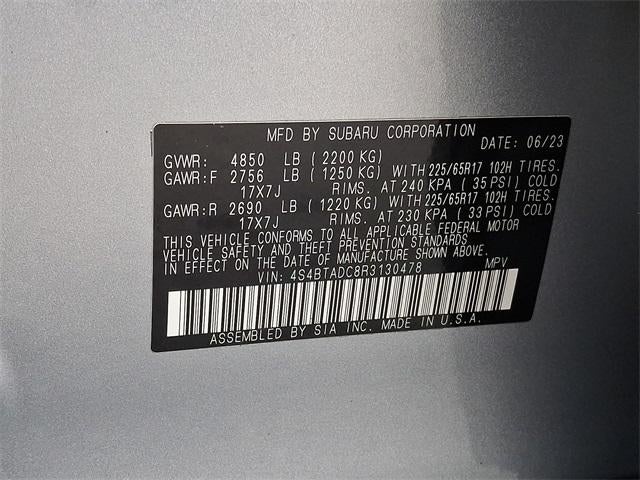 MFD BY SUBARU CORPORATION
DATE: 06/23
GVWR: 4850 LB (2200 KG)
GAWR:F 2756 LB (1250 KG) WITH 225/65R17 102H TIRES.
17X7J RIMS. AT 240 KPA (35 PSI) COLD
GAWR:R 2690 LB (1220 KG) WITH 225/65R17 102H TIRES.
17X7J RIMS. AT 230 KPA (33 PSI) COLD
THIS VEHICLE CONFORMS TO ALL APPLICABLE FEDERAL MOTOR
VEHICLE SAFETY AND THEFT PREVENTION STANDARDS
IN EFFECT ON THE DATE OF MANUFACTURE SHOWN ABOVE.
VIN: 4S4BTADC8R3130478 MPV
ASSEMBLED BY SIA INC. MADE IN U.S.A.